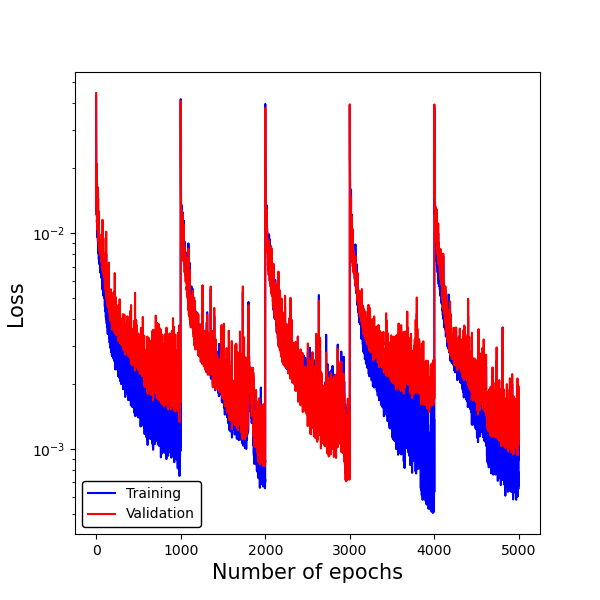 Loss
10⁻²
10⁻³
Training
Validation
0 1000 2000 3000 4000 5000
Number of epochs